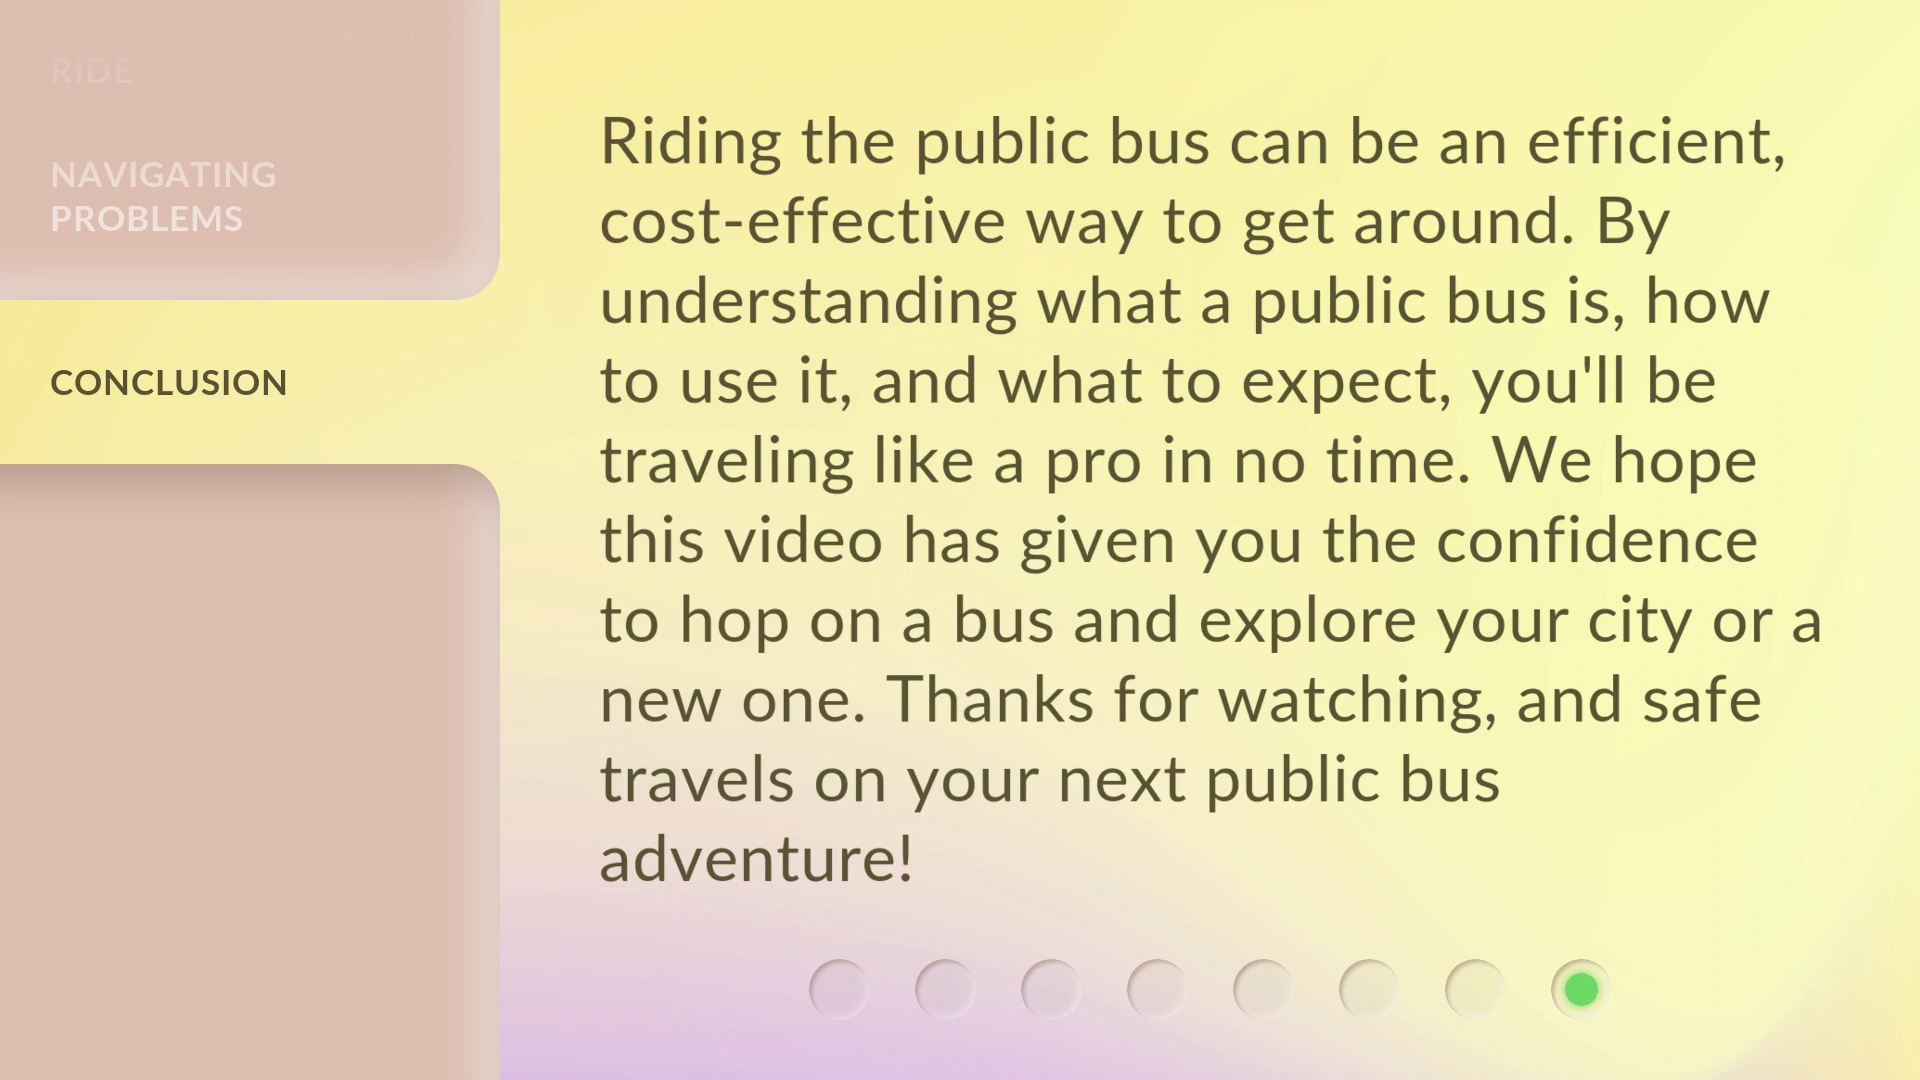 TIPS FOR A SMOOTH
RIDE
NAVIGATING
PROBLEMS
CONCLUSION
Riding the public bus can be an efficient,
cost-effective way to get around. By
understanding what a public bus is, how
to use it, and what to expect, you'll be
traveling like a pro in no time. We hope
this video has given you the confidence
to hop on a bus and explore your city or a
new one. Thanks for watching, and safe
travels on your next public bus
adventure!